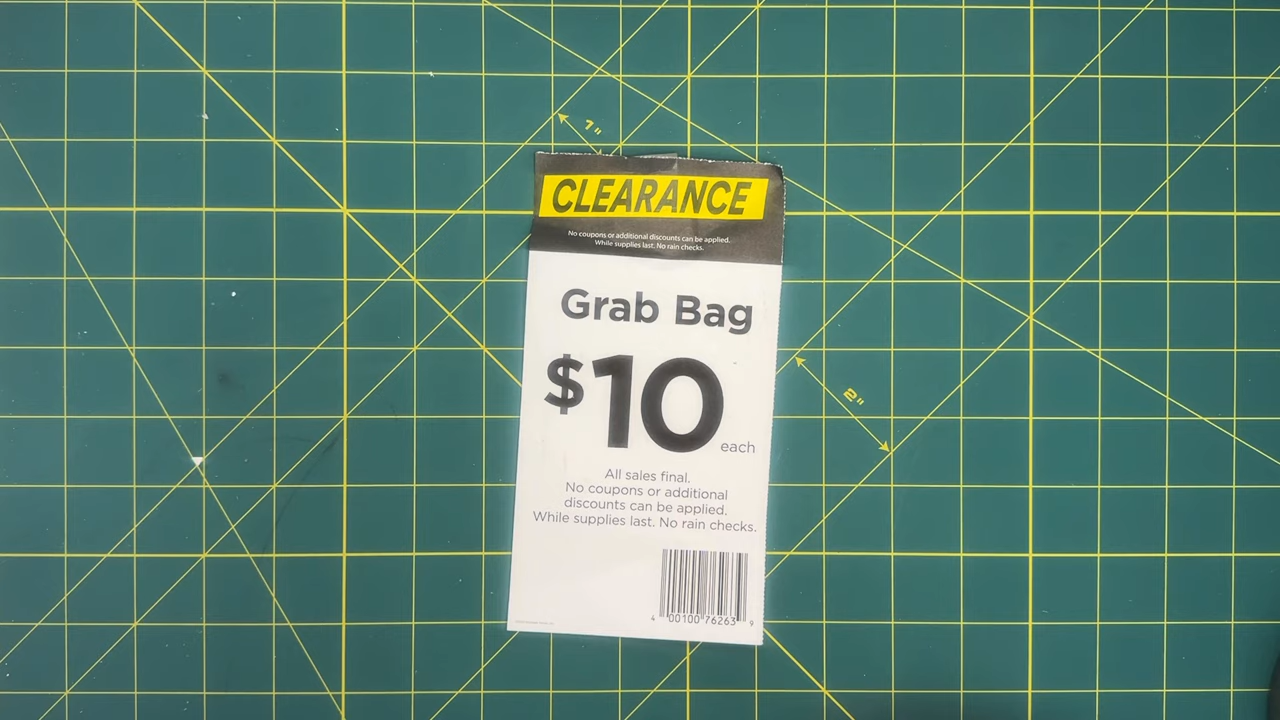 1"
CLEARANCE
No coupons or additional discounts can be applied.
While supplies last. No rain checks.
Grab Bag
$10 each
2"
All sales final.
No coupons or additional
discounts can be applied.
While supplies last. No rain checks.
4 00100 76263 9